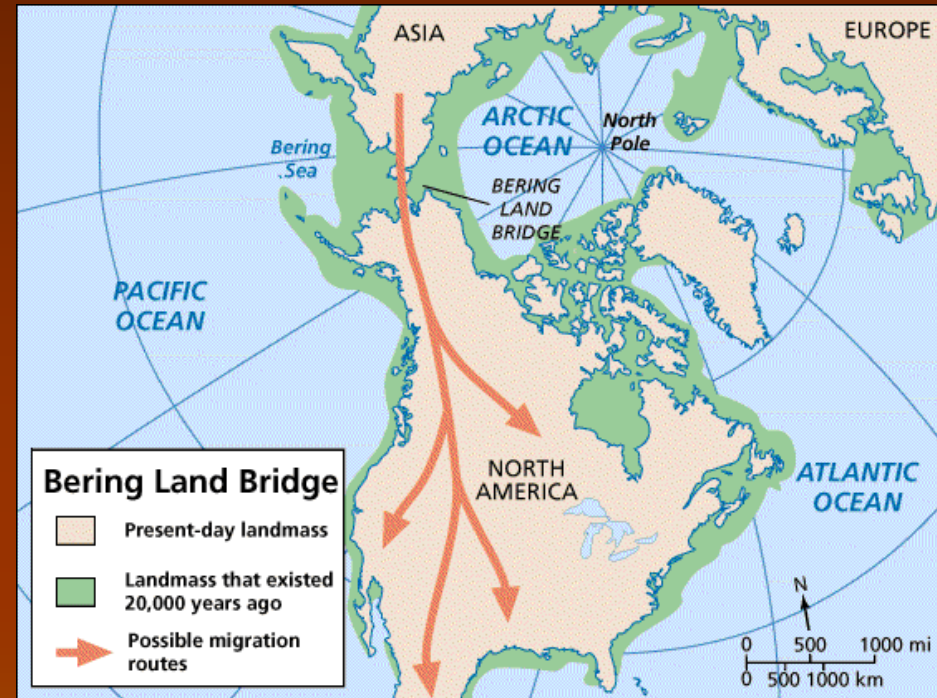 ASIA
EUROPE
ARCTIC
OCEAN
North
Pole
Bering
Sea
BERING
LAND
BRIDGE
PACIFIC
OCEAN
NORTH
AMERICA
ATLANTIC
OCEAN
Bering Land Bridge
Present-day landmass
Landmass that existed
20,000 years ago
Possible migration
routes
N
0 500 1000 mi
0 500 1000 km